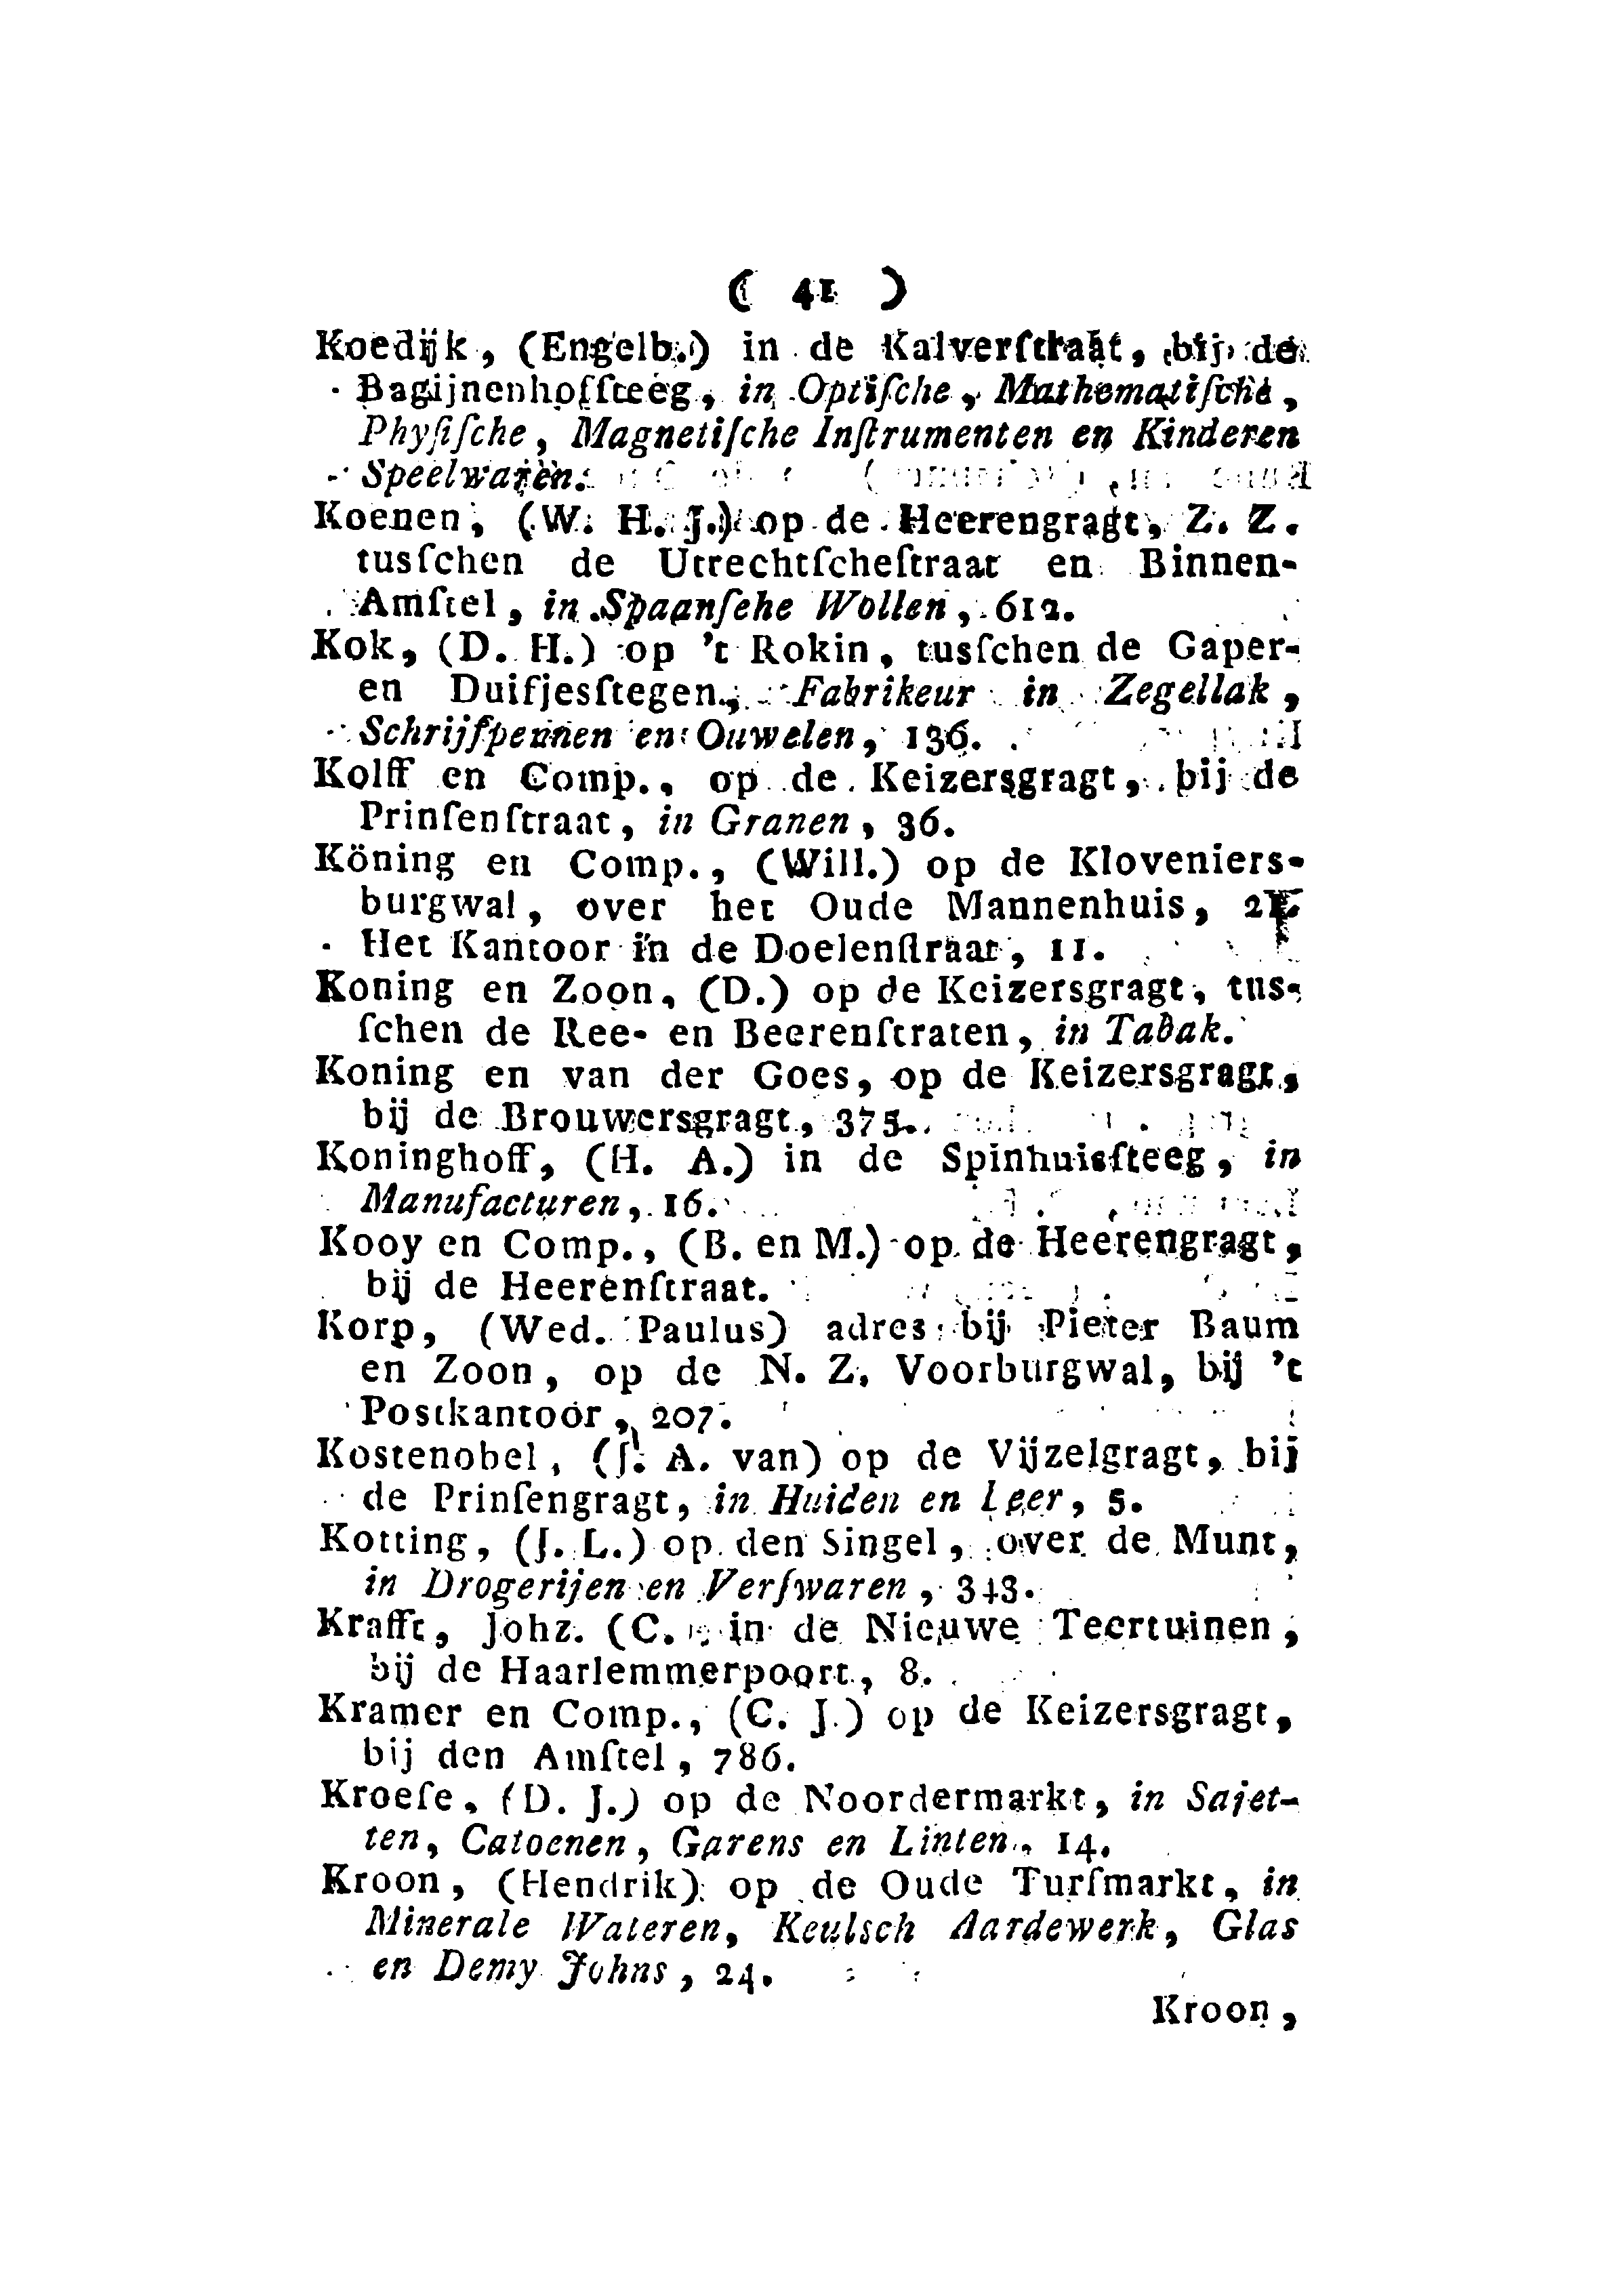 ( 41 )
Koedijk, (Engelb.) in de Kalverſtraat, bij de
Bagijnenhofſteeg, in Optiſche, Mathematiſche,
Phyſiſche, Magnetiſche Inſtrumenten en Kinderen
Speelwaren.
Koenen, (W. H. J.) op de Heerengragt, Z. Z.
tusſchen de Utrechtſcheſtraat en Binnen-
Amſtel, in Spaanſche Wollen, 612.
Kok, (D. H.) op 't Rokin, tusſchen de Gaper-
en Duifjesſtegen, Fabrikeur in Zegellak,
Schrijfpennen en Ouwelen, 136.
Kolff en Comp., op de Keizersgragt, bij de
Prinſenſtraat, in Granen, 36.
Köning en Comp., (Will.) op de Kloveniers-
burgwal, over het Oude Mannenhuis,
Het Kantoor in de Doelenſtraat, 11.
Koning en Zoon, (D.) op de Keizersgragt, tus-
ſchen de Ree- en Beerenſtraten, in Tabak.
Koning en van der Goes, op de Keizersgragt,
bij de Brouwersgragt, 375.
Koninghoff, (H. A.) in de Spinhuisſteeg, in
Manufacturen, 16.
Kooy en Comp., (B. en M.) op de Heerengragt,
bij de Heerenſtraat.
Korp, (Wed. Paulus) adres bij Pieter Baum
en Zoon, op de N. Z. Voorburgwal, bij 't
Postkantoor, 207.
Kostenobel, (J. A. van) op de Vijzelgragt, bij
de Prinſengragt, in Huiden en Leer, 5.
Kotting, (J. L.) op den Singel, over de Munt,
in Drogerijen en Verſwaren, 343.
Krafft, Johz. (C. in de Nieuwe Teertuinen,
bij de Haarlemmerpoort, 8.
Kramer en Comp., (C. J.) op de Keizersgragt,
bij den Amſtel, 786.
Kroeſe, (D. J.) op de Noordermarkt, in Sajet-
ten, Catoenen, Garens en Linten, 14.
Kroon, (Hendrik) op de Oude Turfmarkt, in
Minerale Wateren, Keulsch Aardewerk, Glas
en Demy Johns, 24.
Kroon,